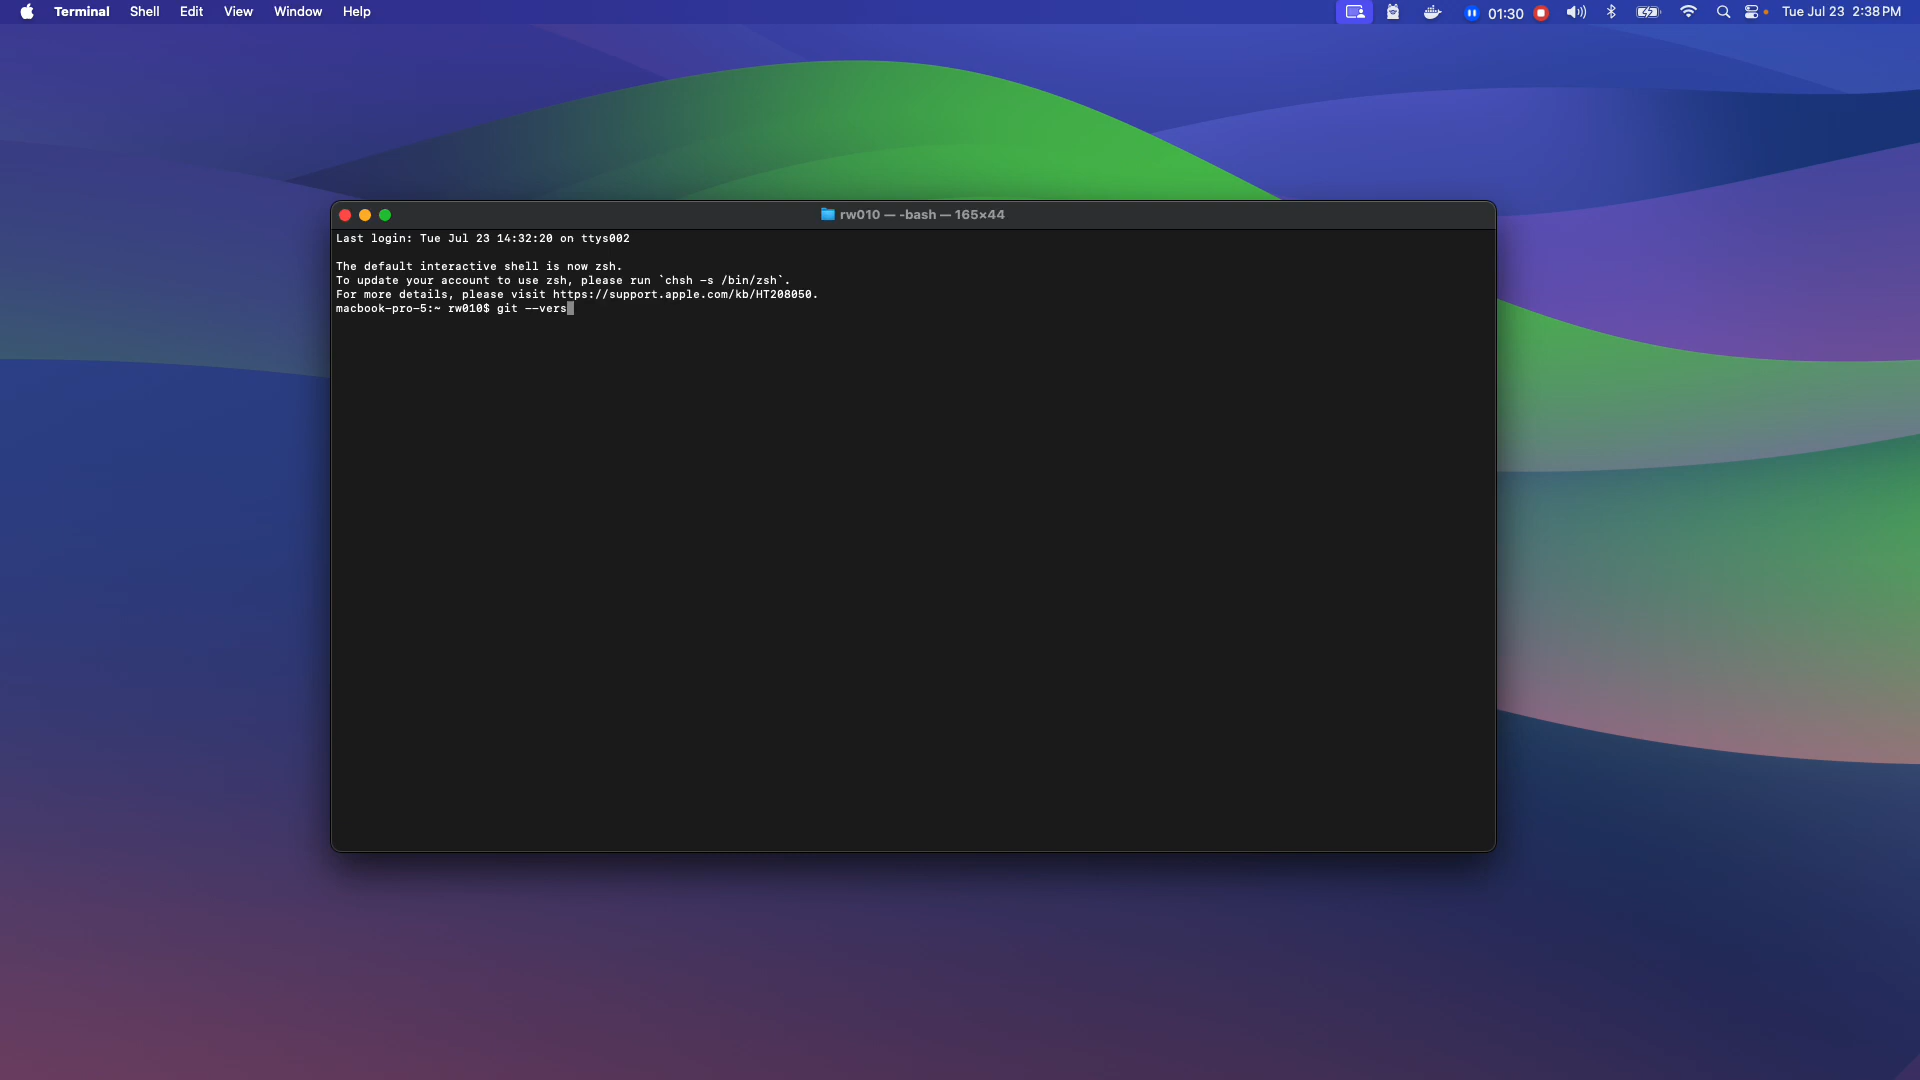 Terminal Shell Edit View Window Help 01:30 Tue Jul 23 2:38 PM
rw010 — -bash — 165×44
Last login: Tue Jul 23 14:32:20 on ttys002
The default interactive shell is now zsh.
To update your account to use zsh, please run `chsh -s /bin/zsh`.
For more details, please visit https://support.apple.com/kb/HT208050.
macbook-pro-5:~ rw010$ git --vers